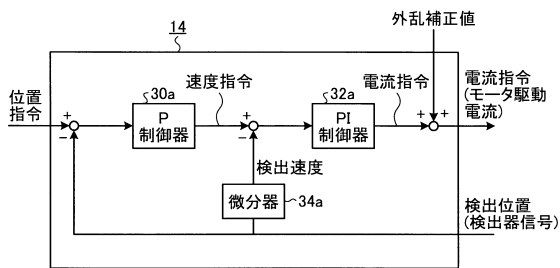 14
外乱補正値
位置
指令
+
−
30a
P
制御器
速度指令
+
−
32a
PI
制御器
電流指令
+
+
電流指令
(モータ駆動
電流)
検出速度
微分器
34a
検出位置
(検出器信号)